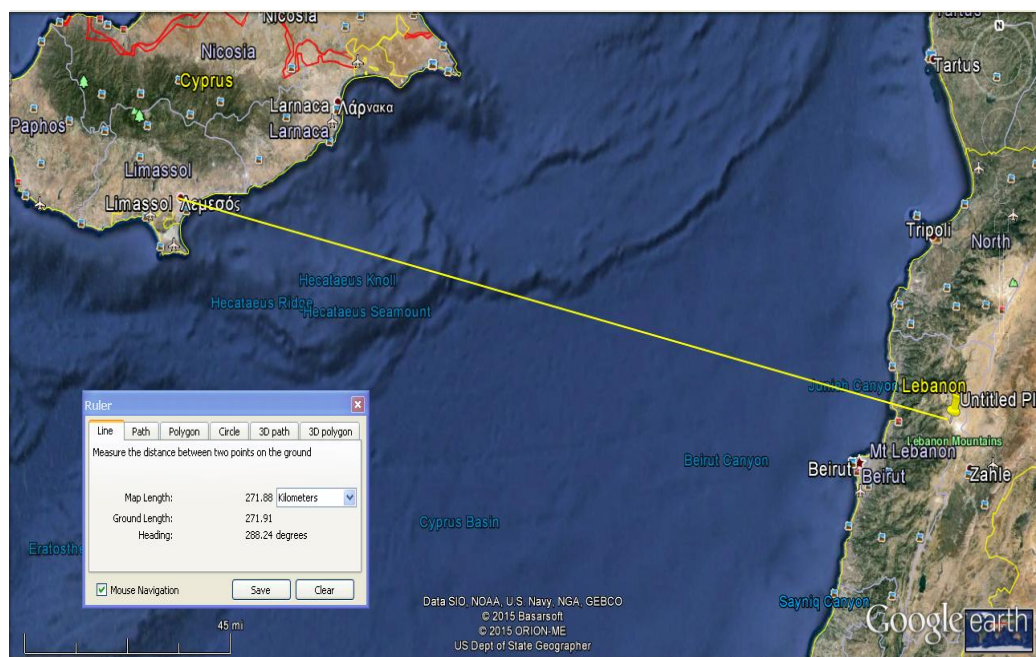 Nicosia
Nicosia
Cyprus
Tartus
Tartus
N
Larnaca Λάρνακα
Larnaca
Paphos
Limassol
Limassol Λεμεσός
Tripoli
North
Hecataeus Knoll
Hecataeus Ridge
Hecataeus Seamount
Junieh Canyon
Lebanon
Untitled Pl
Lebanon Mountains
Mt Lebanon
Beirut Canyon
Beirut
Beirut
Zahle
Ruler
Line Path Polygon Circle 3D path 3D polygon
Measure the distance between two points on the ground
Map Length: 271.88 Kilometers
Ground Length: 271.91
Heading: 288.24 degrees
Mouse Navigation Save Clear
Cyprus Basin
Eratosthe
Sayniq Canyon
Data SIO, NOAA, U.S. Navy, NGA, GEBCO
© 2015 Basarsoft
© 2015 ORION-ME
US Dept of State Geographer
45 mi
Google earth